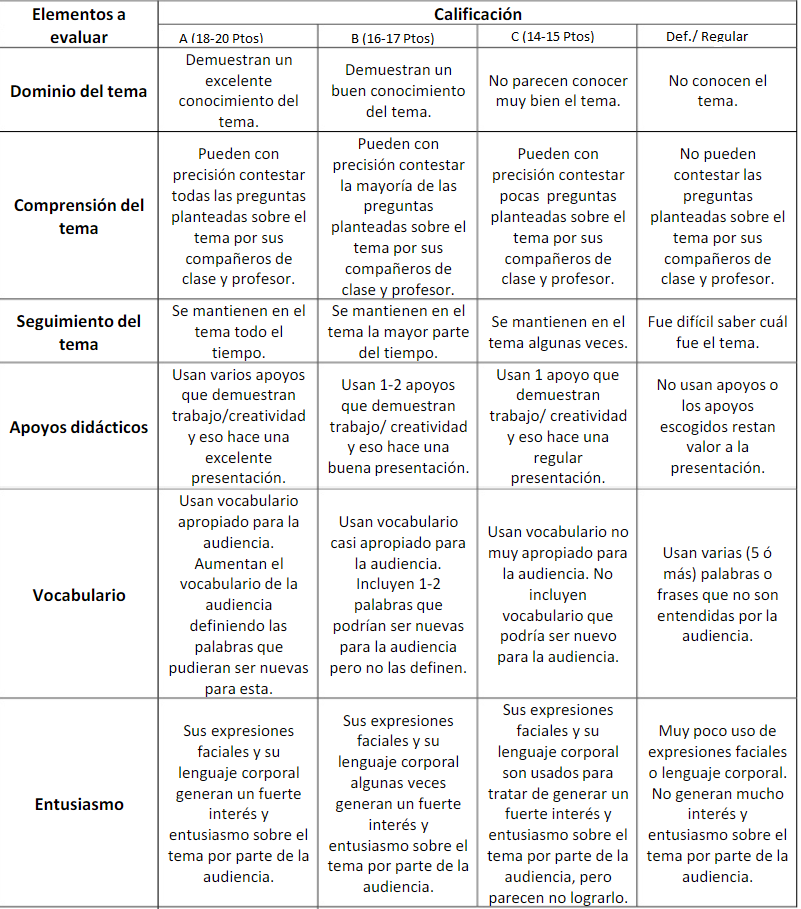 Elementos a
evaluar
Calificación
A (18-20 Ptos)
B (16-17 Ptos)
C (14-15 Ptos)
Def./ Regular
Dominio del tema
Demuestran un
excelente
conocimiento del
tema.
Demuestran un
buen conocimiento
del tema.
No parecen conocer
muy bien el tema.
No conocen el
tema.
Comprensión del
tema
Pueden con
precisión contestar
todas las preguntas
planteadas sobre el
tema por sus
compañeros de
clase y profesor.
Pueden con
precisión contestar
la mayoría de las
preguntas
planteadas sobre el
tema por sus
compañeros de
clase y profesor.
Pueden con
precisión contestar
pocas preguntas
planteadas sobre el
tema por sus
compañeros de
clase y profesor.
No pueden
contestar las
preguntas
planteadas sobre el
tema por sus
compañeros de
clase y profesor.
Seguimiento del
tema
Se mantienen en el
tema todo el
tiempo.
Se mantienen en el
tema la mayor parte
del tiempo.
Se mantienen en el
tema algunas veces.
Fue difícil saber cuál
fue el tema.
Apoyos didácticos
Usan varios apoyos
que demuestran
trabajo/creatividad
y eso hace una
excelente
presentación.
Usan 1-2 apoyos
que demuestran
trabajo/ creatividad
y eso hace una
buena presentación.
Usan 1 apoyo que
demuestran
trabajo/ creatividad
y eso hace una
regular
presentación.
No usan apoyos o
los apoyos
escogidos restan
valor a la
presentación.
Vocabulario
Usan vocabulario
apropiado para la
audiencia.
Aumentan el
vocabulario de la
audiencia
definiendo las
palabras que
pudieran ser nuevas
para esta.
Usan vocabulario
casi apropiado para
la audiencia.
Incluyen 1-2
palabras que
podrían ser nuevas
para la audiencia
pero no las definen.
Usan vocabulario no
muy apropiado para
la audiencia. No
incluyen
vocabulario que
podría ser nuevo
para la audiencia.
Usan varias (5 ó
más) palabras o
frases que no son
entendidas por la
audiencia.
Entusiasmo
Sus expresiones
faciales y su
lenguaje corporal
generan un fuerte
interés y
entusiasmo sobre el
tema por parte de la
audiencia.
Sus expresiones
faciales y su
lenguaje corporal
algunas veces
generan un fuerte
interés y
entusiasmo sobre el
tema por parte de la
audiencia.
Sus expresiones
faciales y su
lenguaje corporal
son usados para
tratar de generar un
fuerte interés y
entusiasmo sobre el
tema por parte de la
audiencia, pero
parecen no lograrlo.
Muy poco uso de
expresiones faciales
o lenguaje corporal.
No generan mucho
interés y
entusiasmo sobre el
tema por parte de la
audiencia.